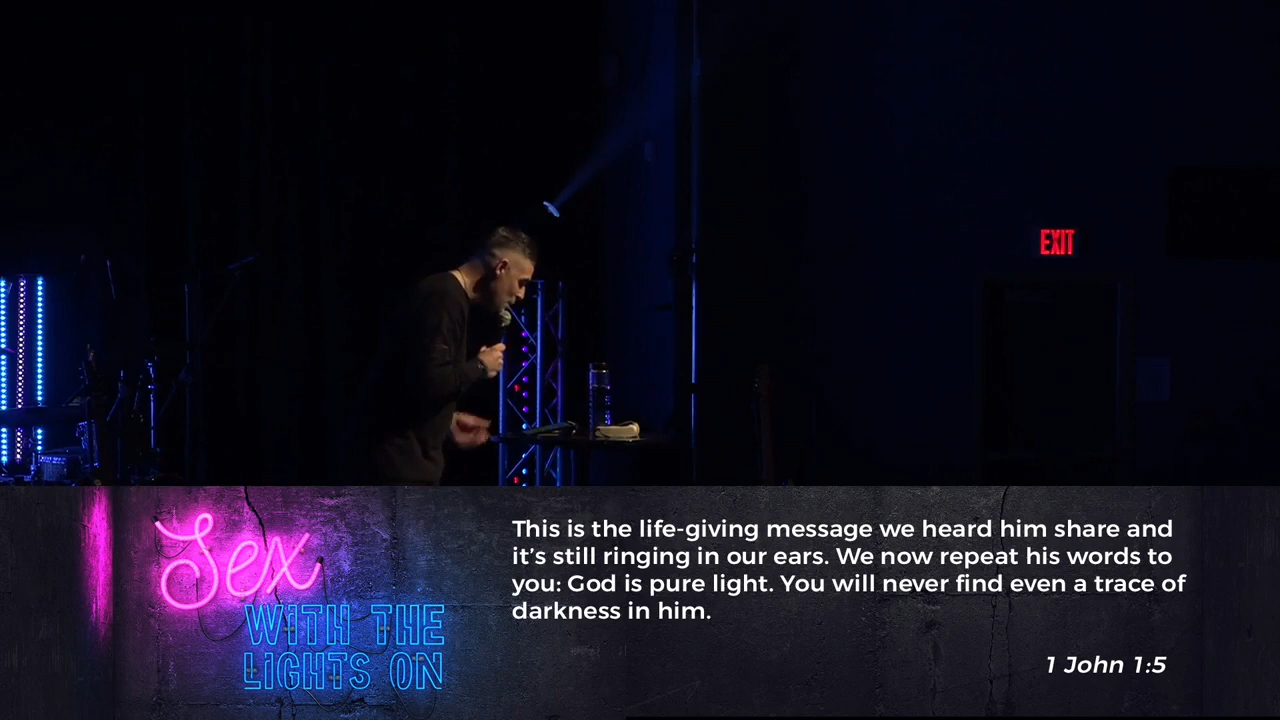 EXIT
Sex
WITH THE
LIGHTS ON
This is the life-giving message we heard him share and
it's still ringing in our ears. We now repeat his words to
you: God is pure light. You will never find even a trace of
darkness in him.
1 John 1:5